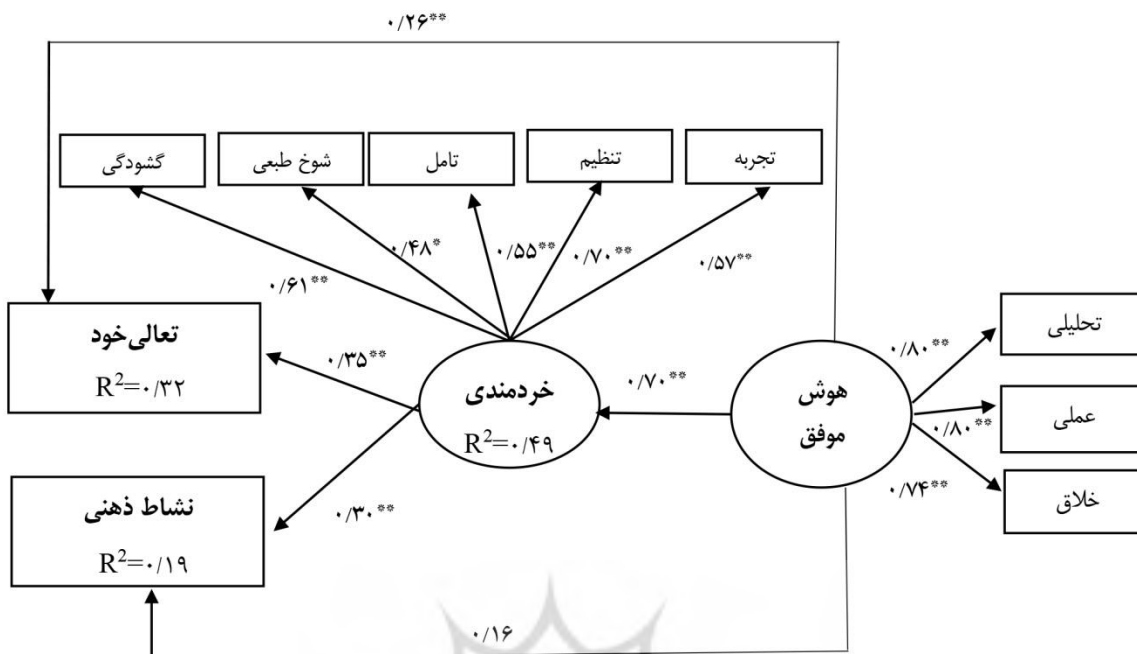 ۰/۲۶**
تجربه
تنظیم
تامل
شوخ طبعی
گشودگی
۰/۵۷**
۰/۷۰**
۰/۵۵**
۰/۴۸*
۰/۶۱**
تحلیلی
عملی
خلاق
۰/۸۰**
۰/۸۰**
۰/۷۴**
هوش
موفق
۰/۷۰**
خردمندی
R²=۰/۴۹
۰/۳۵**
۰/۳۰**
تعالی خود
R²=۰/۳۲
نشاط ذهنی
R²=۰/۱۹
۰/۱۶